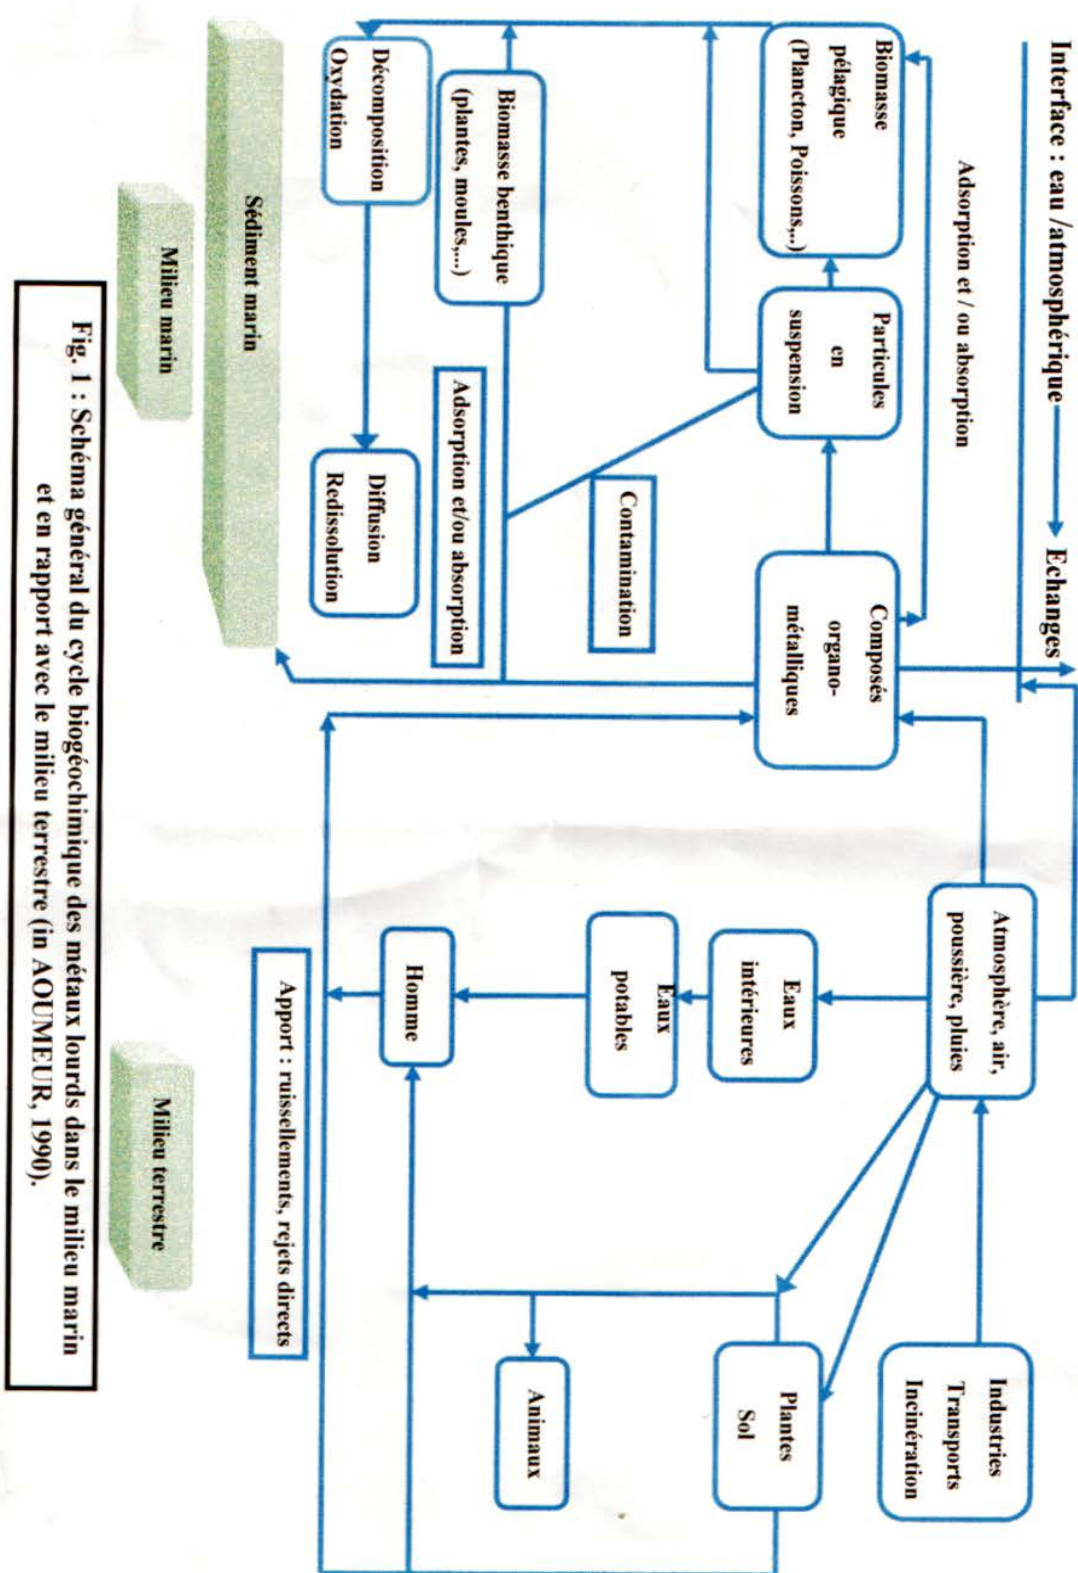 Interface : eau /atmosphérique
Echanges
Adsorption et / ou absorption
Biomasse
pélagique
(Plancton, Poissons,..)
Particules
en
suspension
Composés
organo-
métalliques
Contamination
Biomasse benthique
(plantes, moules,...)
Adsorption et/ou absorption
Décomposition
Oxydation
Diffusion
Redissolution
Sédiment marin
Milieu marin
Atmosphère, air,
poussière, pluies
Industries
Transports
Incinération
Eaux
intérieures
Eaux
potables
Plantes
Sol
Homme
Animaux
Apport : ruissellements, rejets directs
Milieu terrestre
Fig. 1 : Schéma général du cycle biogéochimique des métaux lourds dans le milieu marin
et en rapport avec le milieu terrestre (in AOUMEUR, 1990).